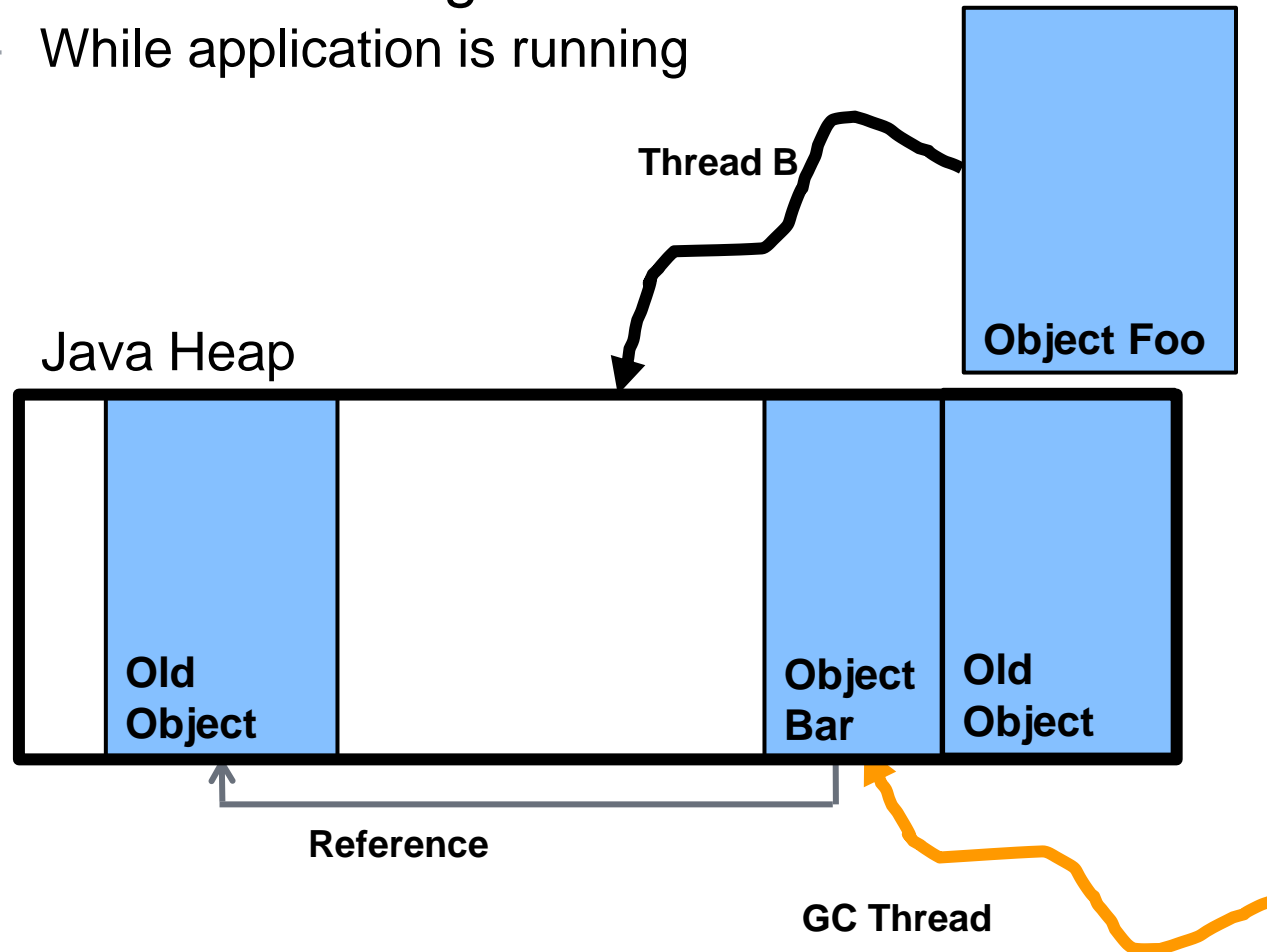 While application is running
Thread B
Object Foo
Java Heap
Old
Object
Object
Bar
Old
Object
Reference
GC Thread